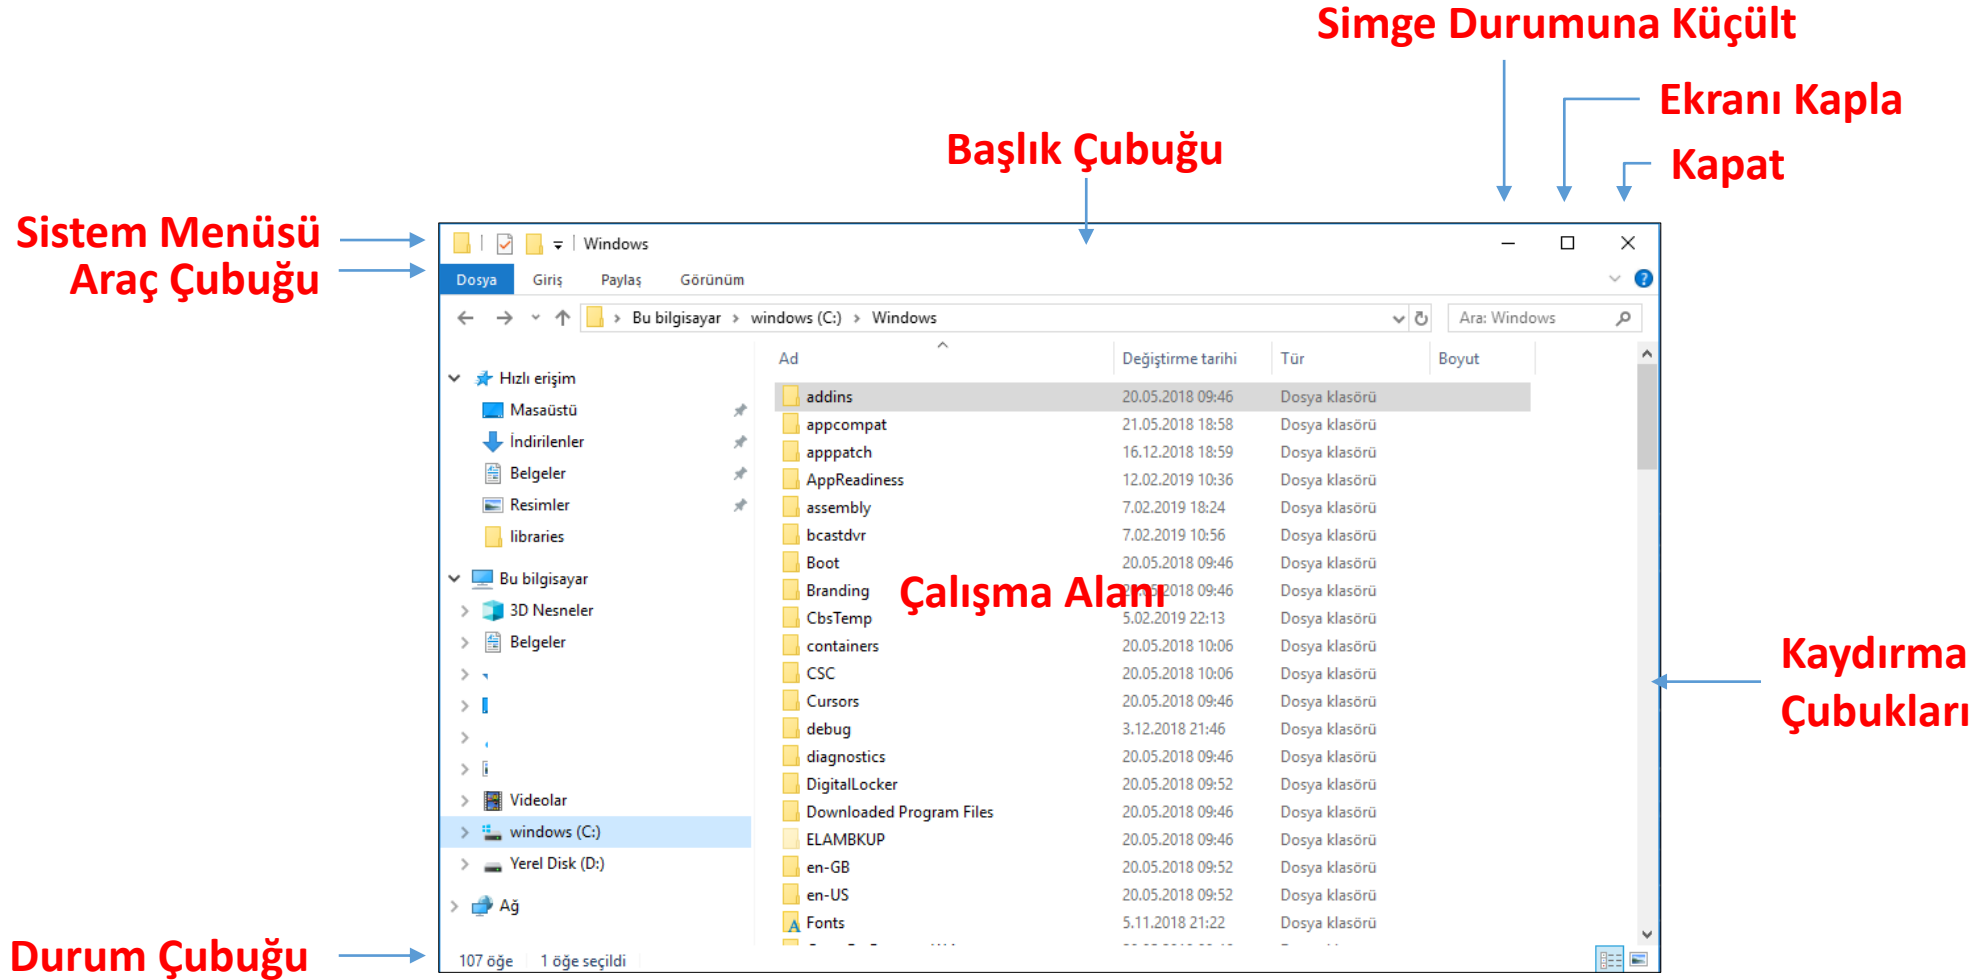 Simge Durumuna Küçült
Ekranı Kapla
Başlık Çubuğu
Kapat
Sistem Menüsü
Windows
Araç Çubuğu
Dosya Giriş Paylaş Görünüm
Bu bilgisayar > windows (C:) > Windows
Ara: Windows
Ad Değiştirme tarihi Tür Boyut
Hızlı erişim
Masaüstü
İndirilenler
Belgeler
Resimler
libraries
Bu bilgisayar
3D Nesneler
Belgeler
Videolar
windows (C:)
Yerel Disk (D:)
Ağ
addins 20.05.2018 09:46 Dosya klasörü
appcompat 21.05.2018 18:58 Dosya klasörü
apppatch 16.12.2018 18:59 Dosya klasörü
AppReadiness 12.02.2019 10:36 Dosya klasörü
assembly 7.02.2019 18:24 Dosya klasörü
bcastdvr 7.02.2019 10:56 Dosya klasörü
Boot 20.05.2018 09:46 Dosya klasörü
Branding 20.05.2018 09:46 Dosya klasörü
Çalışma Alanı
CbsTemp 5.02.2019 22:13 Dosya klasörü
containers 20.05.2018 10:06 Dosya klasörü
CSC 20.05.2018 10:06 Dosya klasörü
Cursors 20.05.2018 09:46 Dosya klasörü
debug 3.12.2018 21:46 Dosya klasörü
diagnostics 20.05.2018 09:46 Dosya klasörü
DigitalLocker 20.05.2018 09:52 Dosya klasörü
Downloaded Program Files 20.05.2018 09:46 Dosya klasörü
ELAMBKUP 20.05.2018 09:46 Dosya klasörü
en-GB 20.05.2018 09:52 Dosya klasörü
en-US 20.05.2018 09:52 Dosya klasörü
Fonts 5.11.2018 21:22 Dosya klasörü
Kaydırma
Çubukları
Durum Çubuğu
107 öğe 1 öğe seçildi